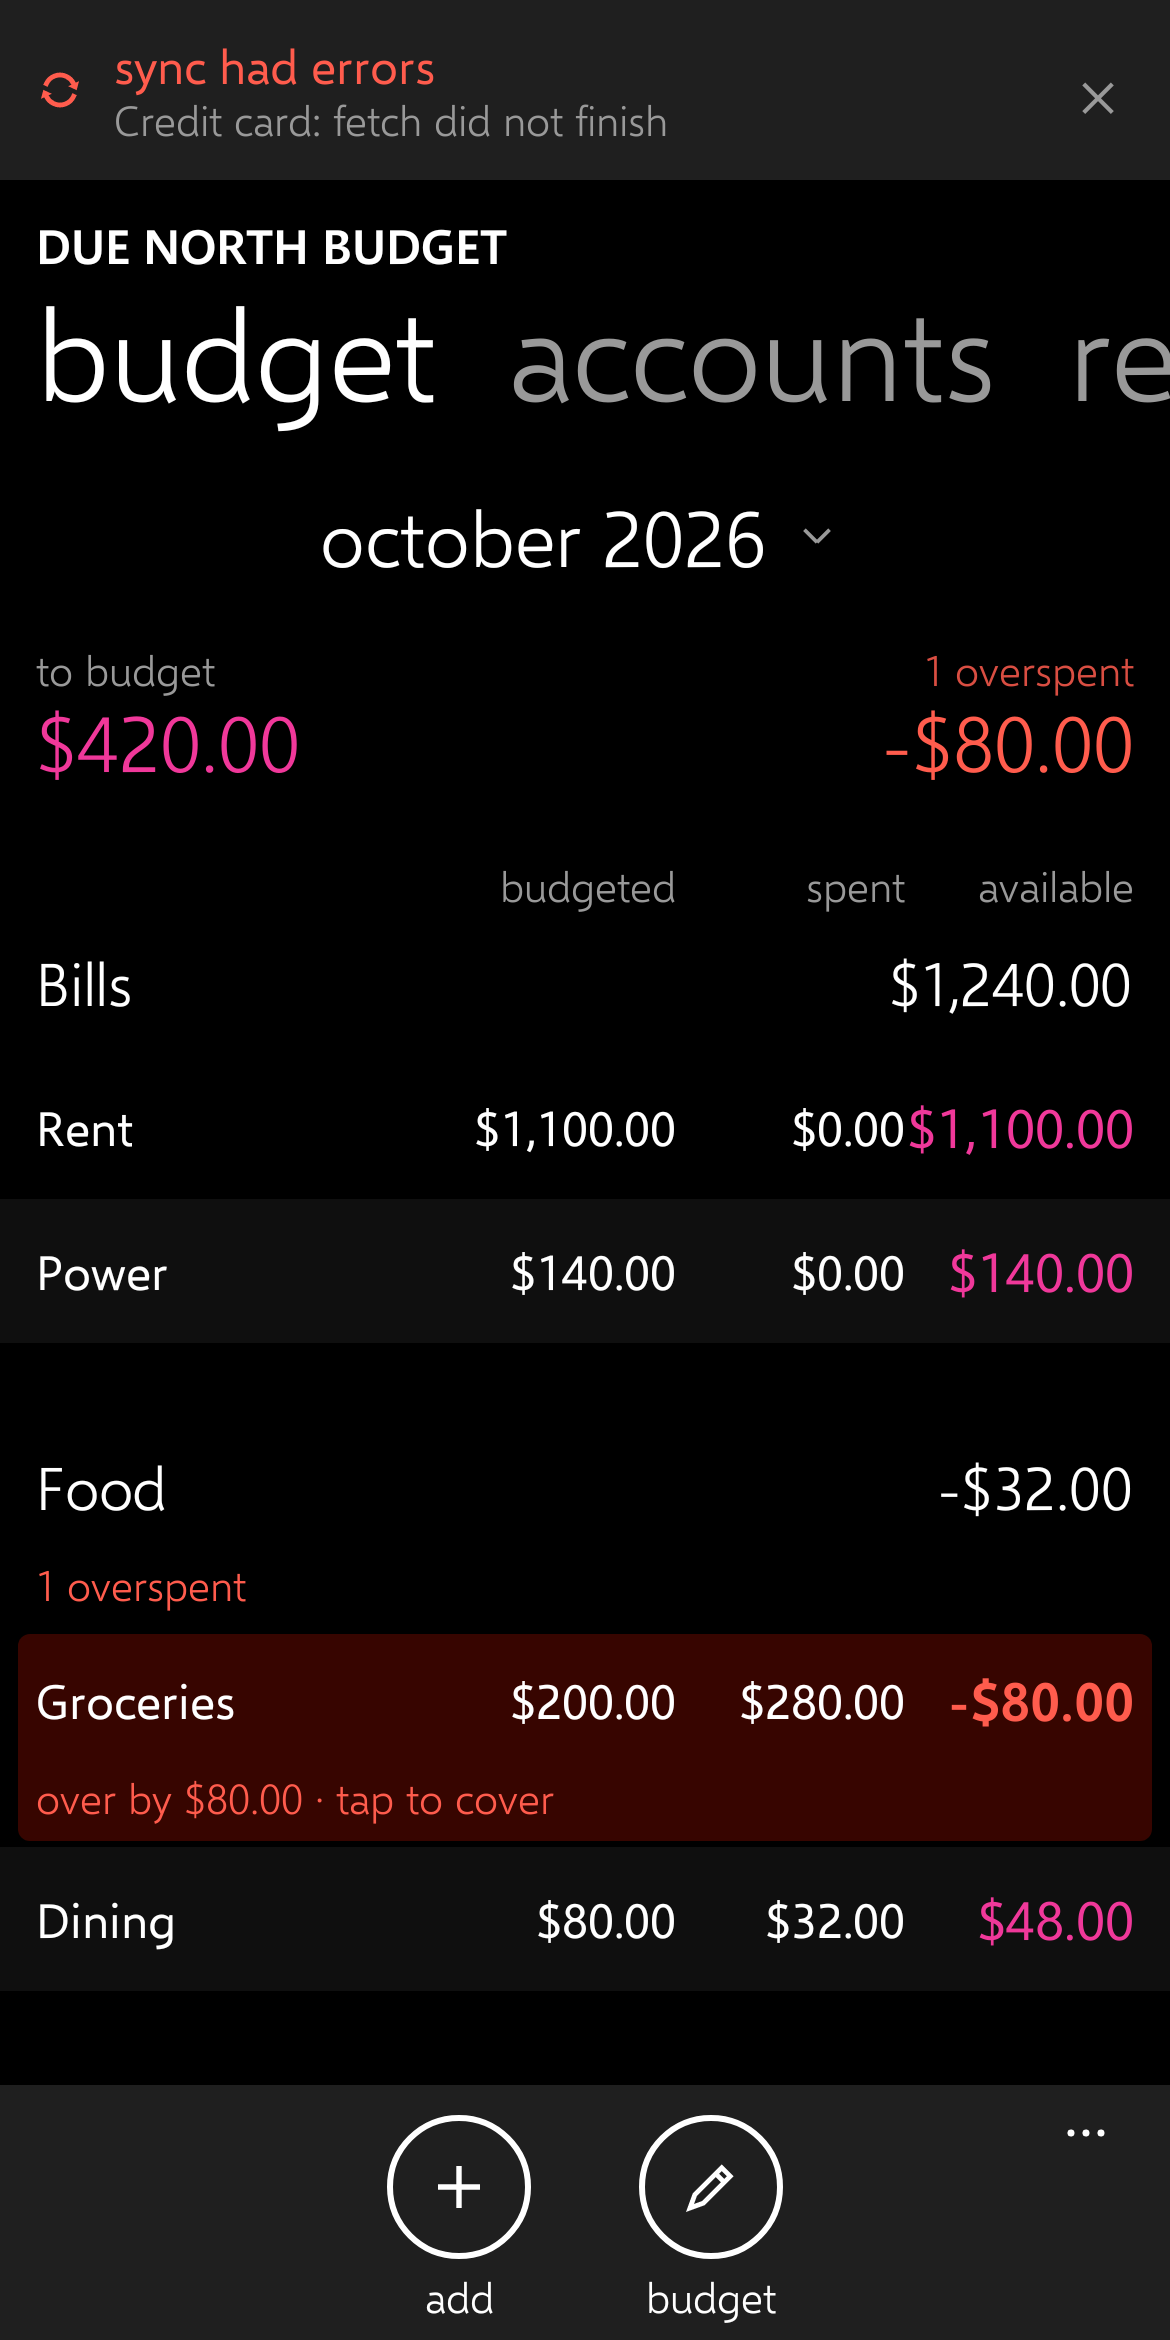 sync had errors
Credit card: fetch did not finish
DUE NORTH BUDGET
budget accounts re
october 2026
to budget 1 overspent
$420.00 -$80.00
budgeted spent available
Bills $1,240.00
Rent $1,100.00 $0.00 $1,100.00
Power $140.00 $0.00 $140.00
Food -$32.00
1 overspent
Groceries $200.00 $280.00 -$80.00
over by $80.00 · tap to cover
Dining $80.00 $32.00 $48.00
...
add budget